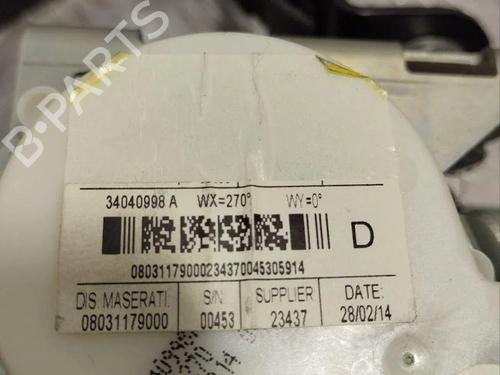 B-PARTS
34040998 A WX=270° WY=0°
D
08031179000234370045305914
DIS. MASERATI: S/N: SUPPLIER DATE:
08031179000 00453 23437 28/02/14